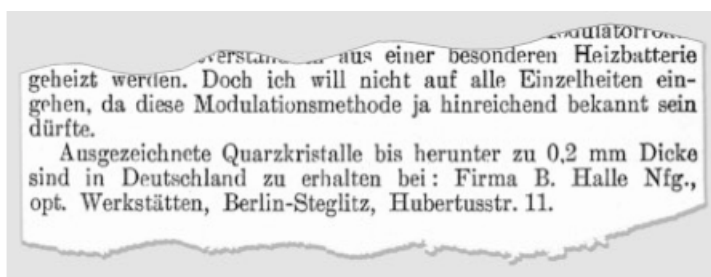 aus einer besonderen Heizbatterie
geheizt werden. Doch ich will nicht auf alle Einzelheiten ein-
gehen, da diese Modulationsmethode ja hinreichend bekannt sein
dürfte.
Ausgezeichnete Quarzkristalle bis herunter zu 0,2 mm Dicke
sind in Deutschland zu erhalten bei: Firma B. Halle Nfg.,
opt. Werkstätten, Berlin-Steglitz, Hubertusstr. 11.